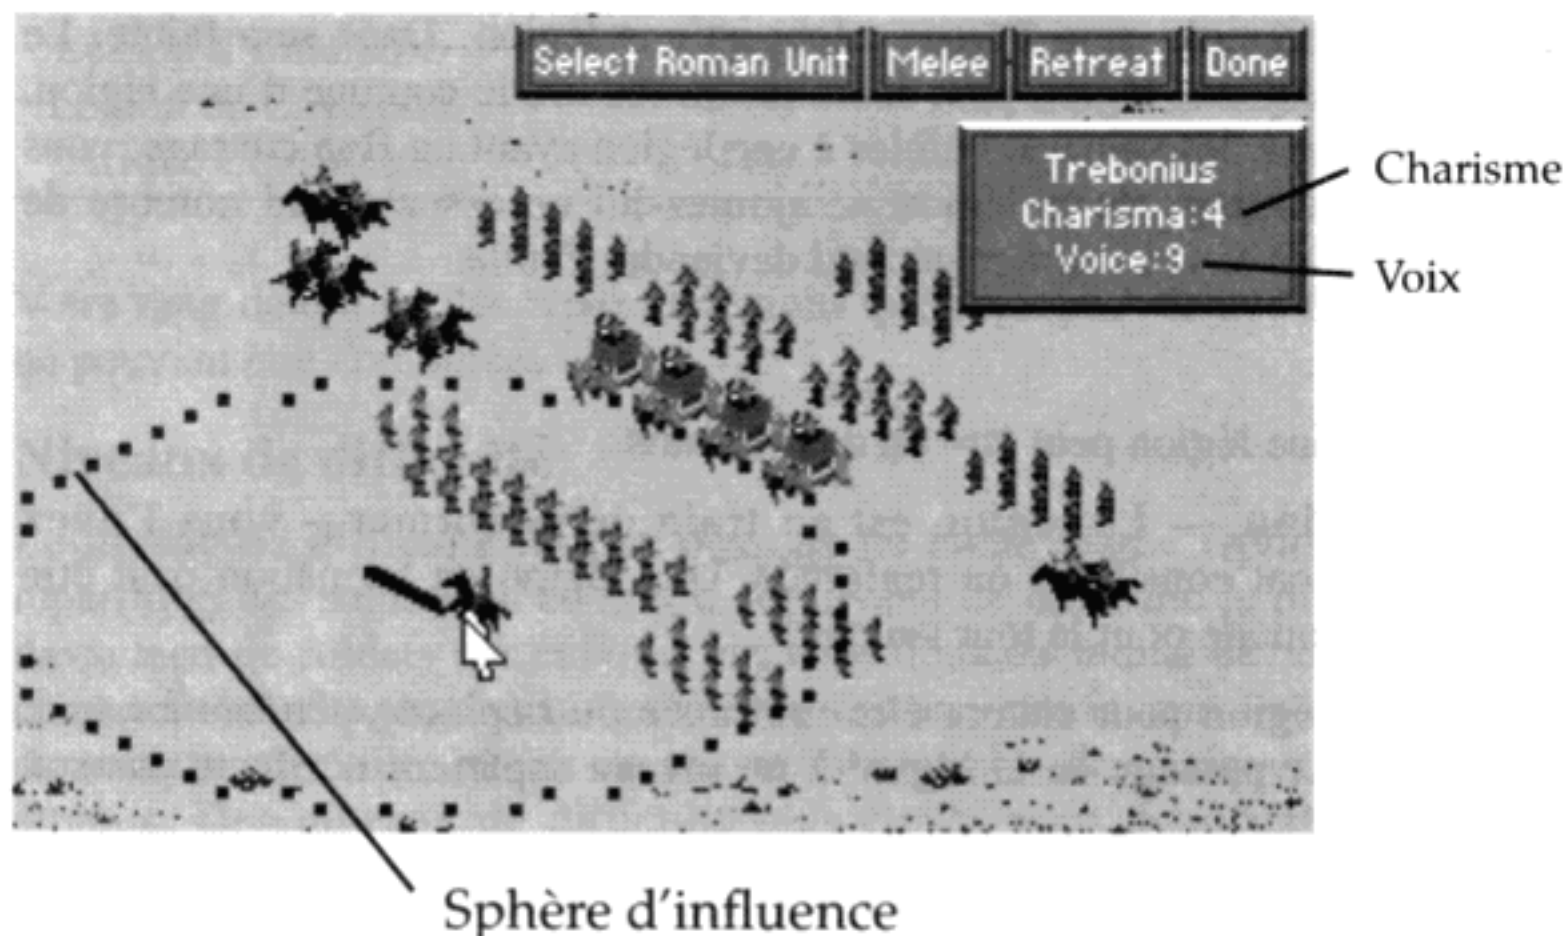 Select Roman Unit Melee Retreat Done
Trebonius
Charisma:4
Voice:9
Charisme
Voix
Sphère d'influence